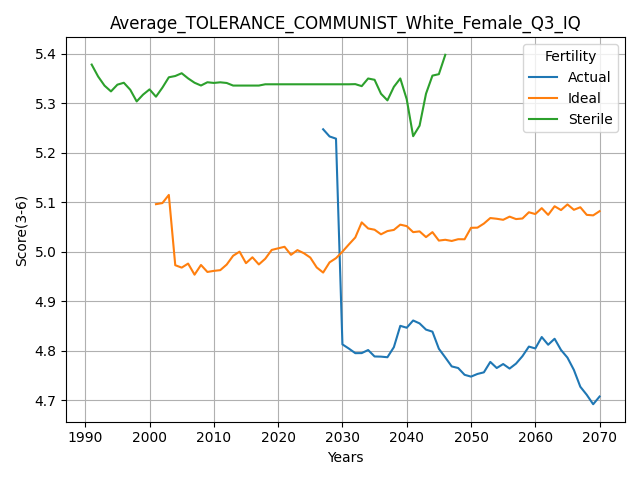 Average_TOLERANCE_COMMUNIST_White_Female_Q3_IQ
Fertility
Actual
Ideal
Sterile
Score(3-6)
5.4
5.3
5.2
5.1
5.0
4.9
4.8
4.7
1990 2000 2010 2020 2030 2040 2050 2060 2070
Years